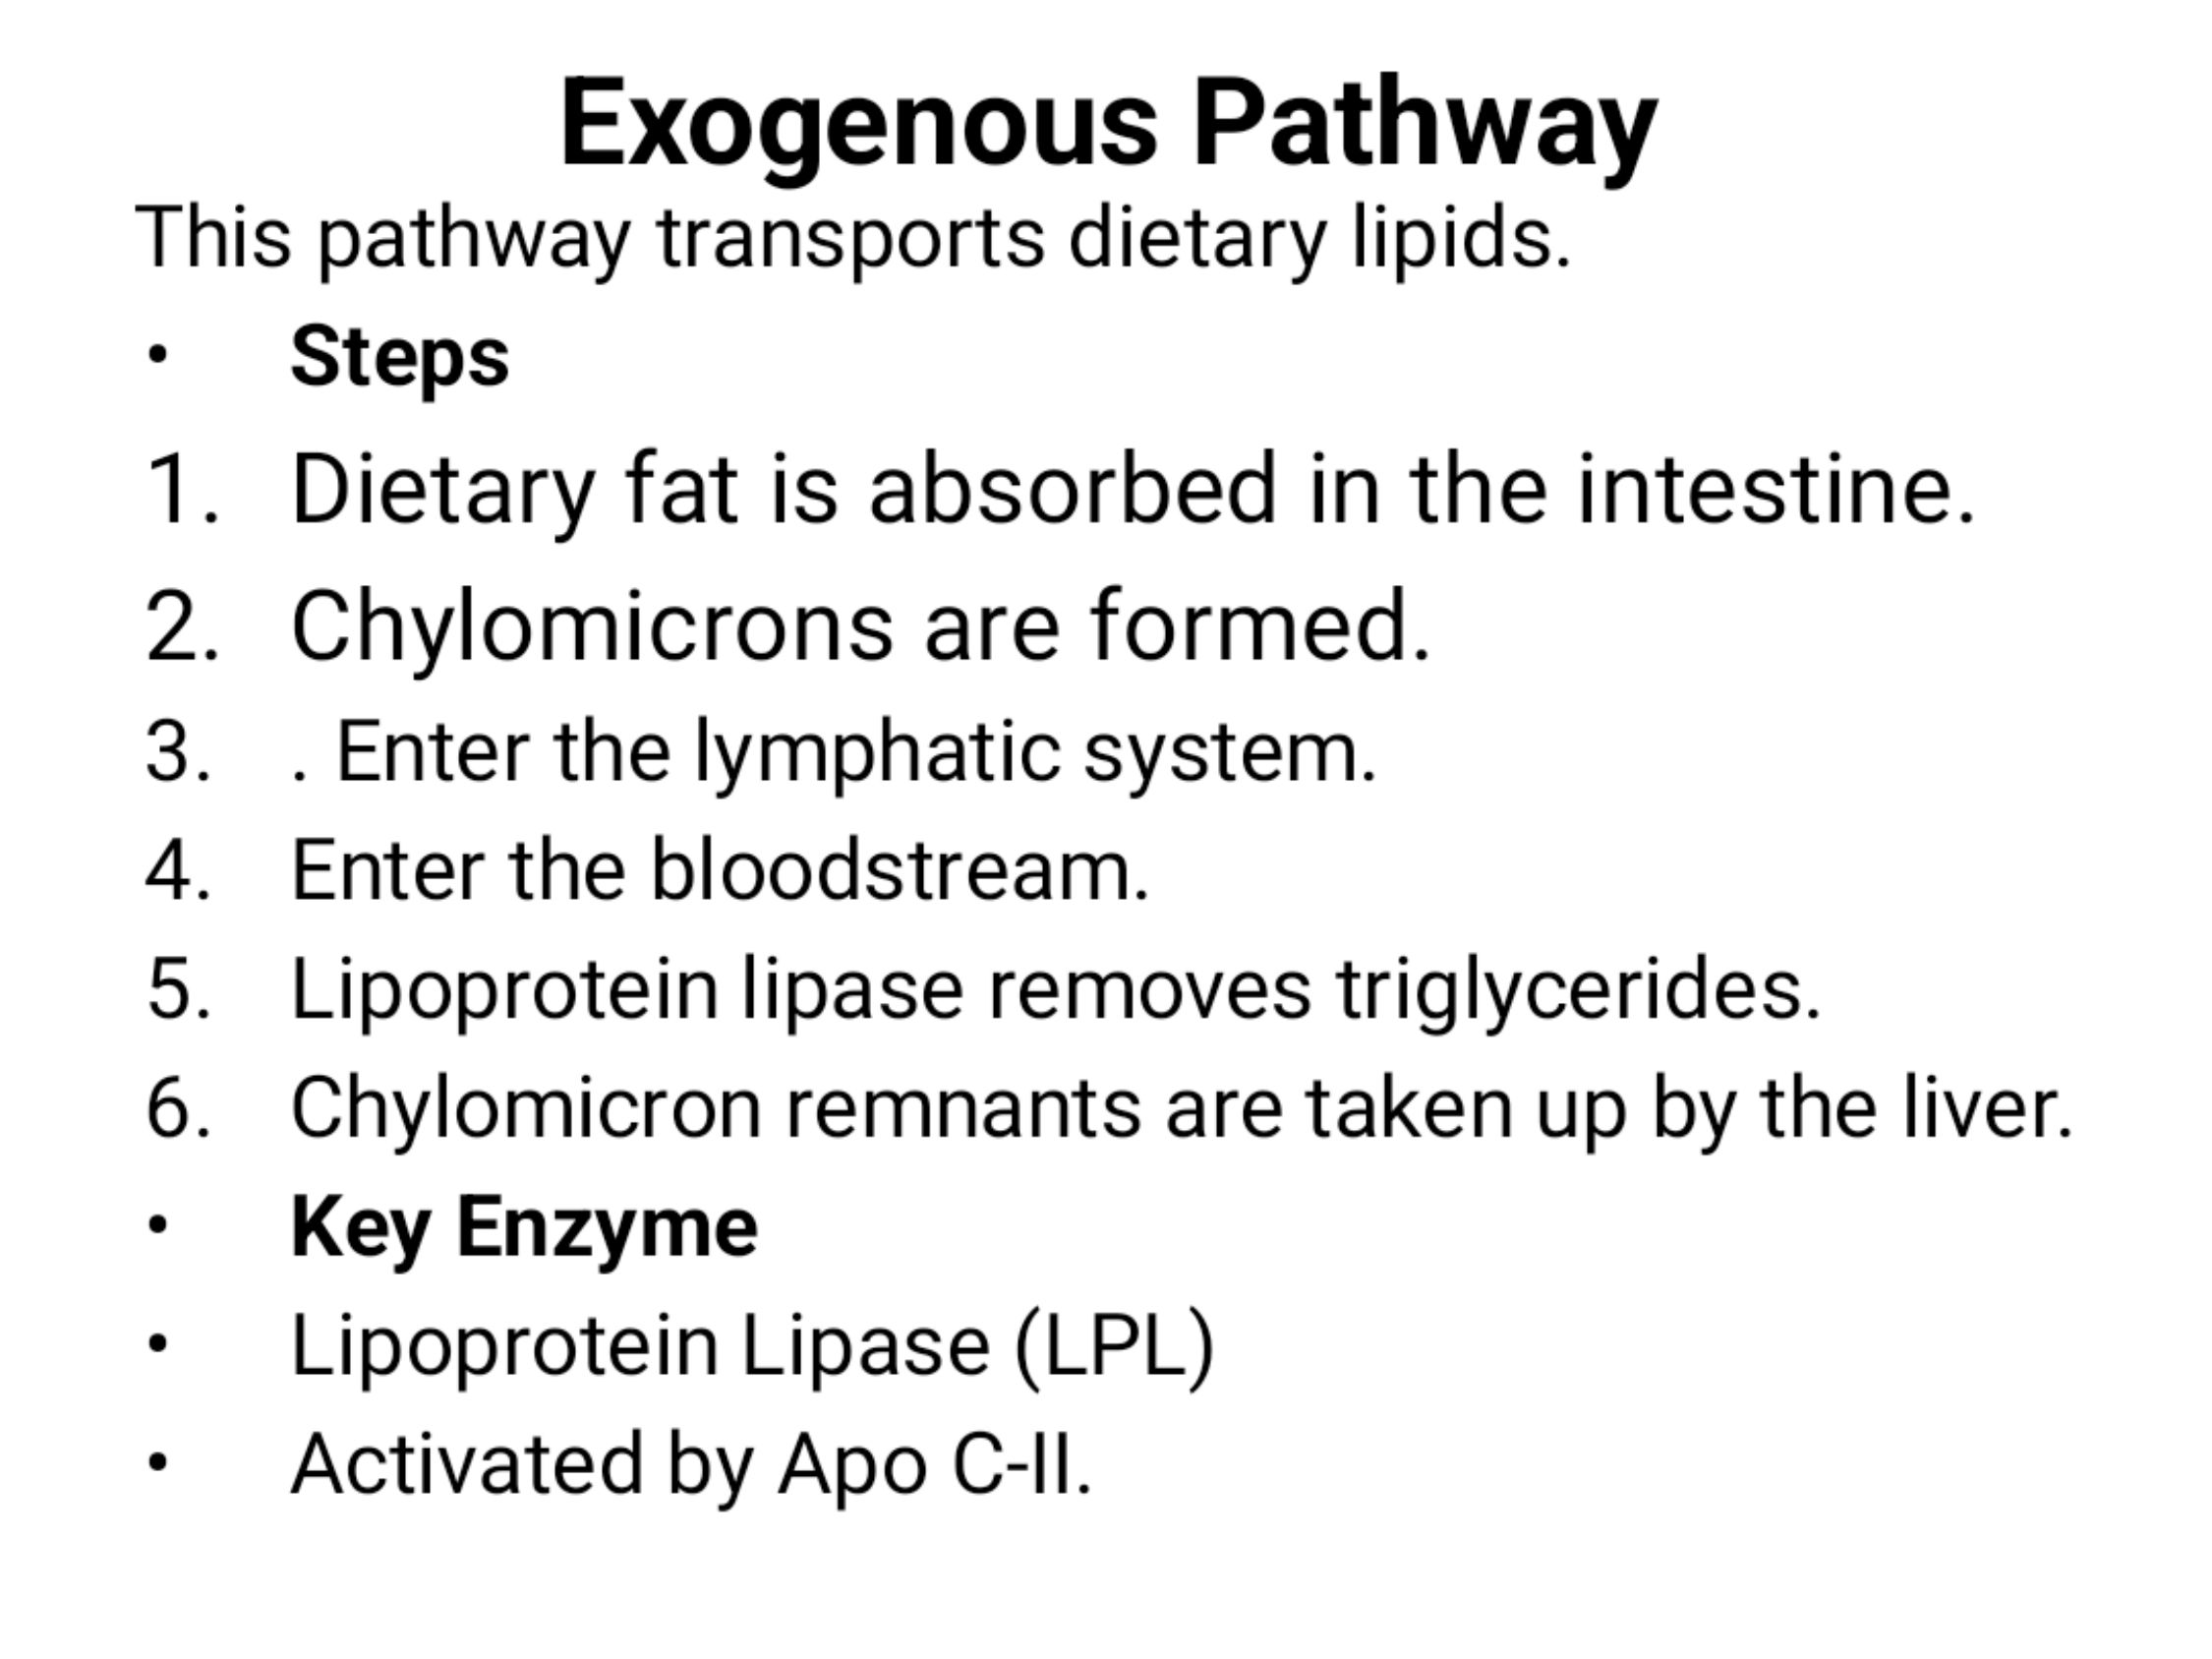 Exogenous Pathway
This pathway transports dietary lipids.
• Steps
1. Dietary fat is absorbed in the intestine.
2. Chylomicrons are formed.
3. . Enter the lymphatic system.
4. Enter the bloodstream.
5. Lipoprotein lipase removes triglycerides.
6. Chylomicron remnants are taken up by the liver.
• Key Enzyme
• Lipoprotein Lipase (LPL)
• Activated by Apo C-II.